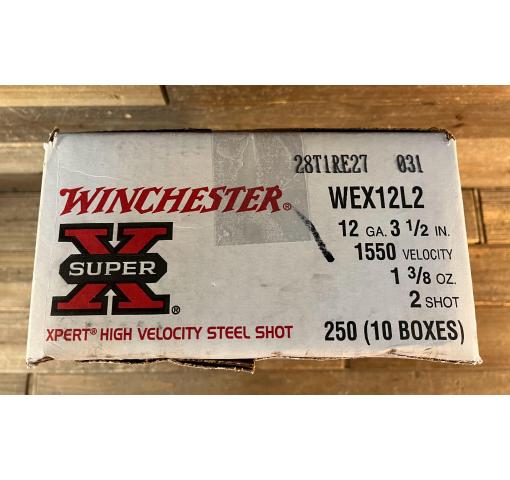 28T1RE27 031
WINCHESTER®
WEX12L2
12 GA. 3 1/2 IN.
1550 VELOCITY
1 3/8 OZ.
2 SHOT
X
SUPER
®
XPERT® HIGH VELOCITY STEEL SHOT
250 (10 BOXES)